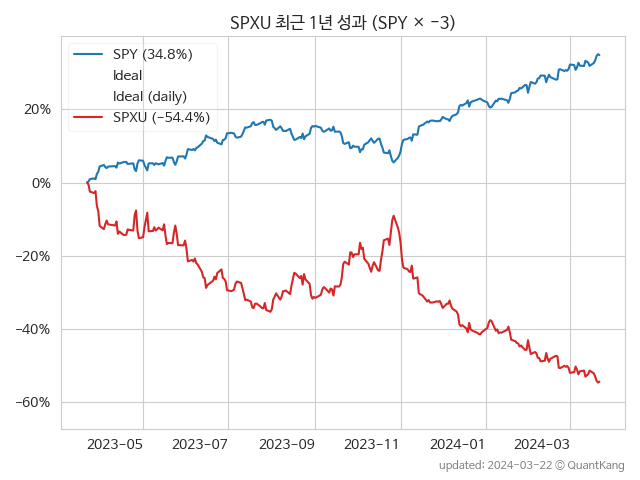 SPXU 최근 1년 성과 (SPY × −3)
SPY (34.8%)
Ideal
Ideal (daily)
SPXU (−54.4%)
20%
0%
−20%
−40%
−60%
2023−05
2023−07
2023−09
2023−11
2024−01
2024−03
updated: 2024−03−22 © QuantKang